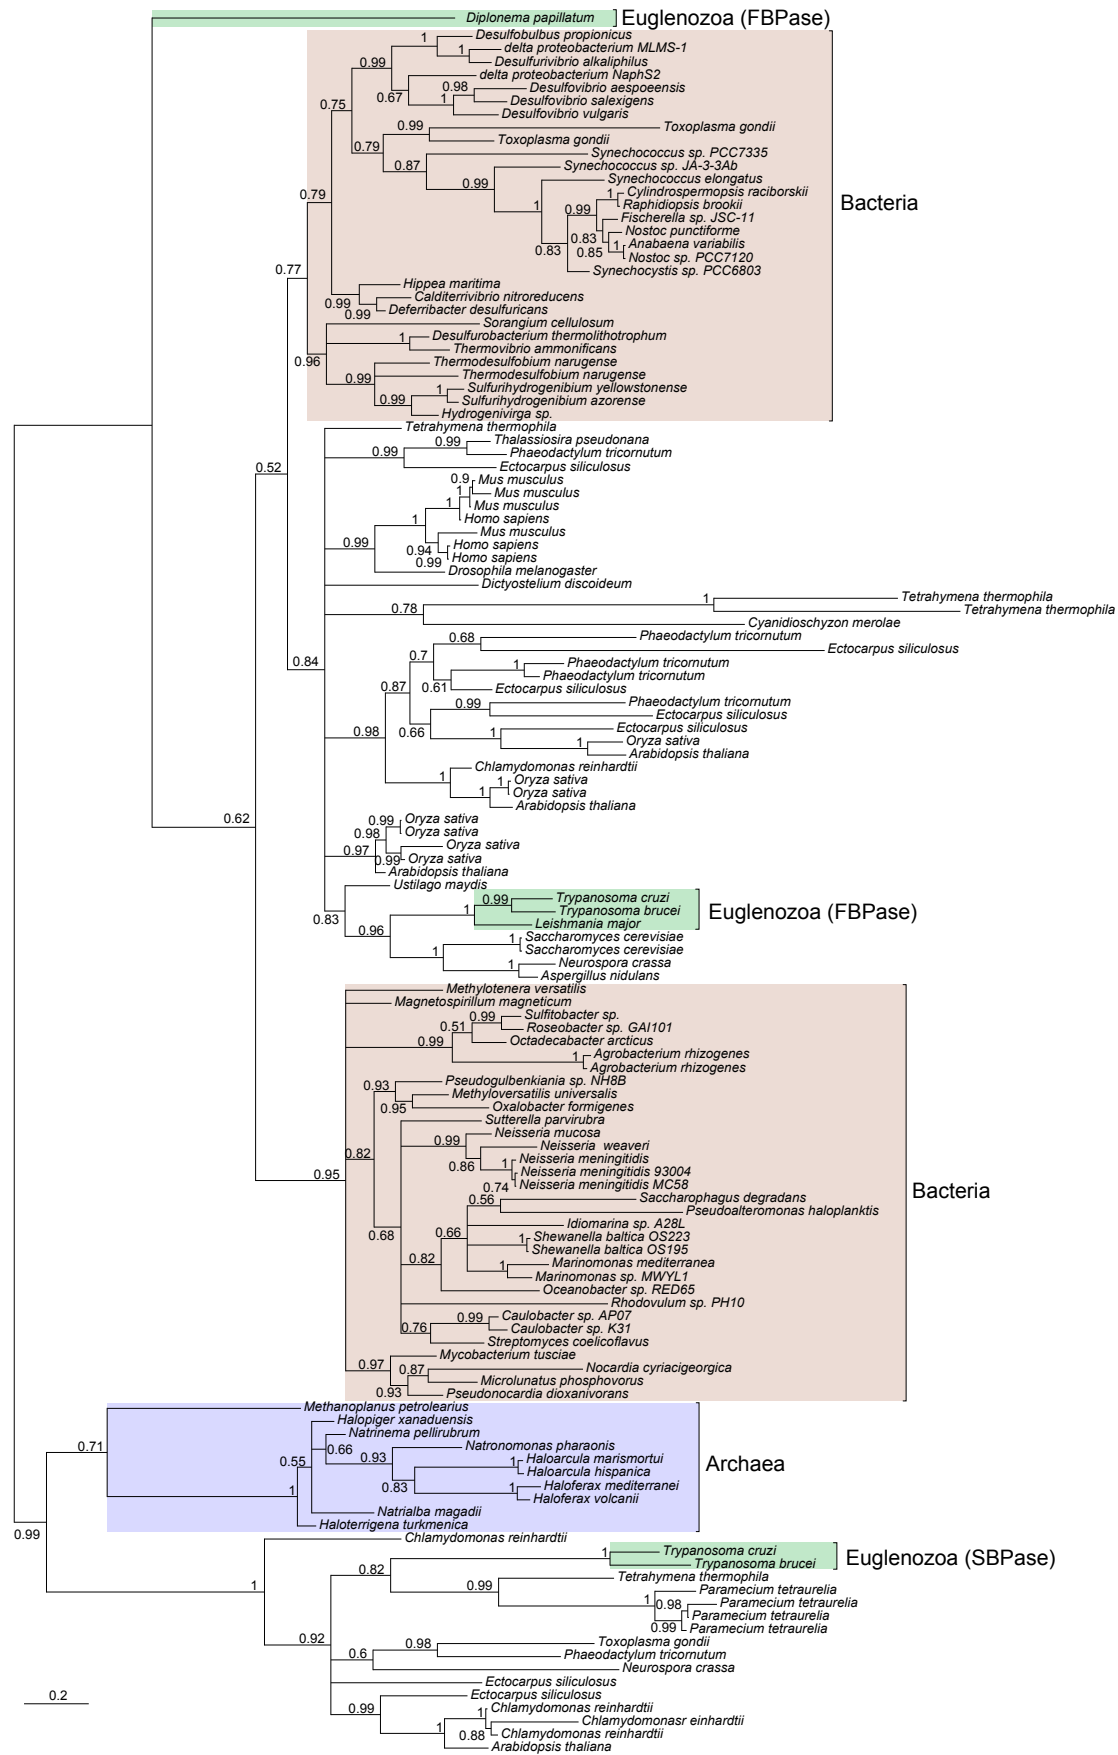 Diplonema papillatum
Euglenozoa (FBPase)
Desulfobulbus propionicus
1
delta proteobacterium MLMS-1
1
Desulfurivibrio alkaliphilus
0.99
delta proteobacterium NaphS2
0.98
Desulfovibrio aespoeensis
0.67
1
Desulfovibrio salexigens
0.75
Desulfovibrio vulgaris
0.99
Toxoplasma gondii
Toxoplasma gondii
0.79
Synechococcus sp. PCC7335
0.87
Synechococcus sp. JA-3-3Ab
0.99
Synechococcus elongatus
1
Cylindrospermopsis raciborskii
0.79
1
0.99
Raphidiopsis brookii
Bacteria
Fischerella sp. JSC-11
Nostoc punctiforme
0.83
1
Anabaena variabilis
0.83
0.85
Nostoc sp. PCC7120
Synechocystis sp. PCC6803
0.77
Hippea maritima
Calditerrivibrio nitroreducens
0.99
Deferribacter desulfuricans
0.99
Sorangium cellulosum
1
Desulfurobacterium thermolithotrophum
Thermovibrio ammonificans
0.96
Thermodesulfobium narugense
Thermodesulfobium narugense
0.99
1
Sulfurihydrogenibium yellowstonense
0.99
Sulfurihydrogenibium azorense
Hydrogenivirga sp.
Tetrahymena thermophila
0.99
Thalassiosira pseudonana
0.99
Phaeodactylum tricornutum
0.52
Ectocarpus siliculosus
0.9
Mus musculus
1
Mus musculus
1
Mus musculus
1
Homo sapiens
Mus musculus
0.99
0.94
Homo sapiens
0.99
Homo sapiens
Drosophila melanogaster
Dictyostelium discoideum
1
Tetrahymena thermophila
0.78
Tetrahymena thermophila
Cyanidioschyzon merolae
0.68
Phaeodactylum tricornutum
0.7
Ectocarpus siliculosus
0.84
1
Phaeodactylum tricornutum
Phaeodactylum tricornutum
0.87
0.61
Ectocarpus siliculosus
0.99
Phaeodactylum tricornutum
Ectocarpus siliculosus
0.98
0.66
Ectocarpus siliculosus
1
1
Oryza sativa
Arabidopsis thaliana
Chlamydomonas reinhardtii
1
1
Oryza sativa
1
Oryza sativa
Arabidopsis thaliana
0.62
0.99
Oryza sativa
0.98
Oryza sativa
Oryza sativa
0.97
0.99
Oryza sativa
Arabidopsis thaliana
Ustilago maydis
0.99
Trypanosoma cruzi
1
Trypanosoma brucei
Euglenozoa (FBPase)
0.83
Leishmania major
0.96
1
Saccharomyces cerevisiae
Saccharomyces cerevisiae
1
1
Neurospora crassa
Aspergillus nidulans
Methylotenera versatilis
Magnetospirillum magneticum
0.99
Sulfitobacter sp.
0.51
Roseobacter sp. GAI101
0.99
Octadecabacter arcticus
1
Agrobacterium rhizogenes
Agrobacterium rhizogenes
0.93
Pseudogulbenkiania sp. NH8B
Methyloversatilis universalis
0.95
Oxalobacter formigenes
Sutterella parvirubra
0.99
Neisseria mucosa
0.82
Neisseria weaveri
0.86
1
Neisseria meningitidis
0.95
Neisseria meningitidis 93004
0.74
Neisseria meningitidis MC58
Bacteria
0.56
Saccharophagus degradans
Pseudoalteromonas haloplanktis
0.68
0.66
Idiomarina sp. A28L
1
Shewanella baltica OS223
0.82
Shewanella baltica OS195
1
Marinomonas mediterranea
Marinomonas sp. MWYL1
Oceanobacter sp. RED65
Rhodovulum sp. PH10
0.99
Caulobacter sp. AP07
0.76
Caulobacter sp. K31
Streptomyces coelicoflavus
Mycobacterium tusciae
0.97
0.87
Nocardia cyriacigeorgica
Microlunatus phosphovorus
0.93
Pseudonocardia dioxanivorans
Methanoplanus petrolearius
Halopiger xanaduensis
Natrinema pellirubrum
0.71
0.66
Natronomonas pharaonis
0.55
0.93
1
Haloarcula marismortui
Archaea
Haloarcula hispanica
0.83
1
Haloferax mediterranei
1
Haloferax volcanii
Natrialba magadii
Haloterrigena turkmenica
0.99
Chlamydomonas reinhardtii
1
Trypanosoma cruzi
Trypanosoma brucei
Euglenozoa (SBPase)
0.82
Tetrahymena thermophila
1
0.99
Paramecium tetraurelia
1
0.98
Paramecium tetraurelia
Paramecium tetraurelia
0.99
Paramecium tetraurelia
0.92
0.98
Toxoplasma gondii
0.6
Phaeodactylum tricornutum
Neurospora crassa
Ectocarpus siliculosus
0.2
Ectocarpus siliculosus
0.99
1
Chlamydomonas reinhardtii
Chlamydomonasr einhardtii
1
0.88
Chlamydomonas reinhardtii
Arabidopsis thaliana